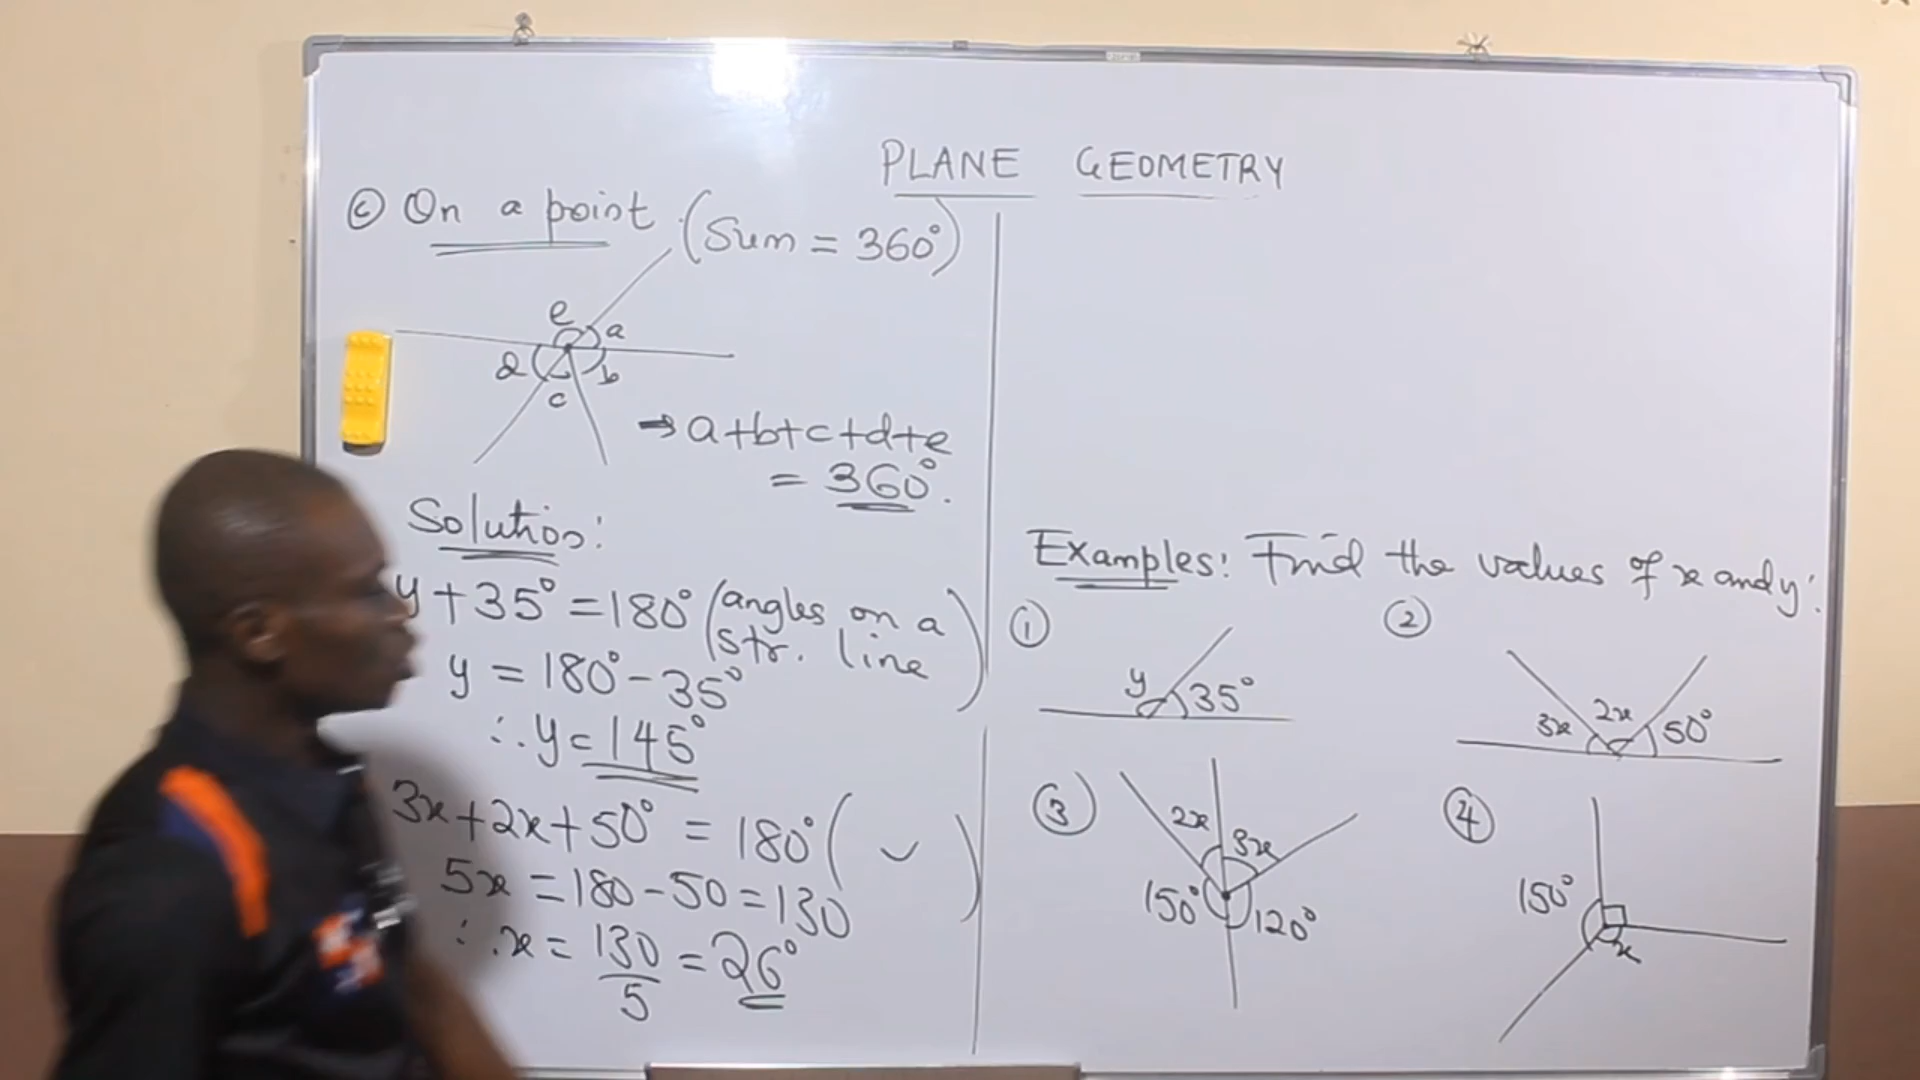 PLANE GEOMETRY
ⓒ On a point (Sum = 360°)
e
a
d
b
c
→ a+b+c+d+e
= 360°.
Solution:
y + 35° = 180° (angles on a
str. line)
y = 180° - 35°
∴ y = 145°
3x + 2x + 50° = 180° ( )
5x = 180 - 50 = 130
∴ x = 130/5 = 26°
Examples: Find the values of x and y:
①
y
35°
②
3x
2x
50°
③
2x
3x
150°
120°
④
150°
x